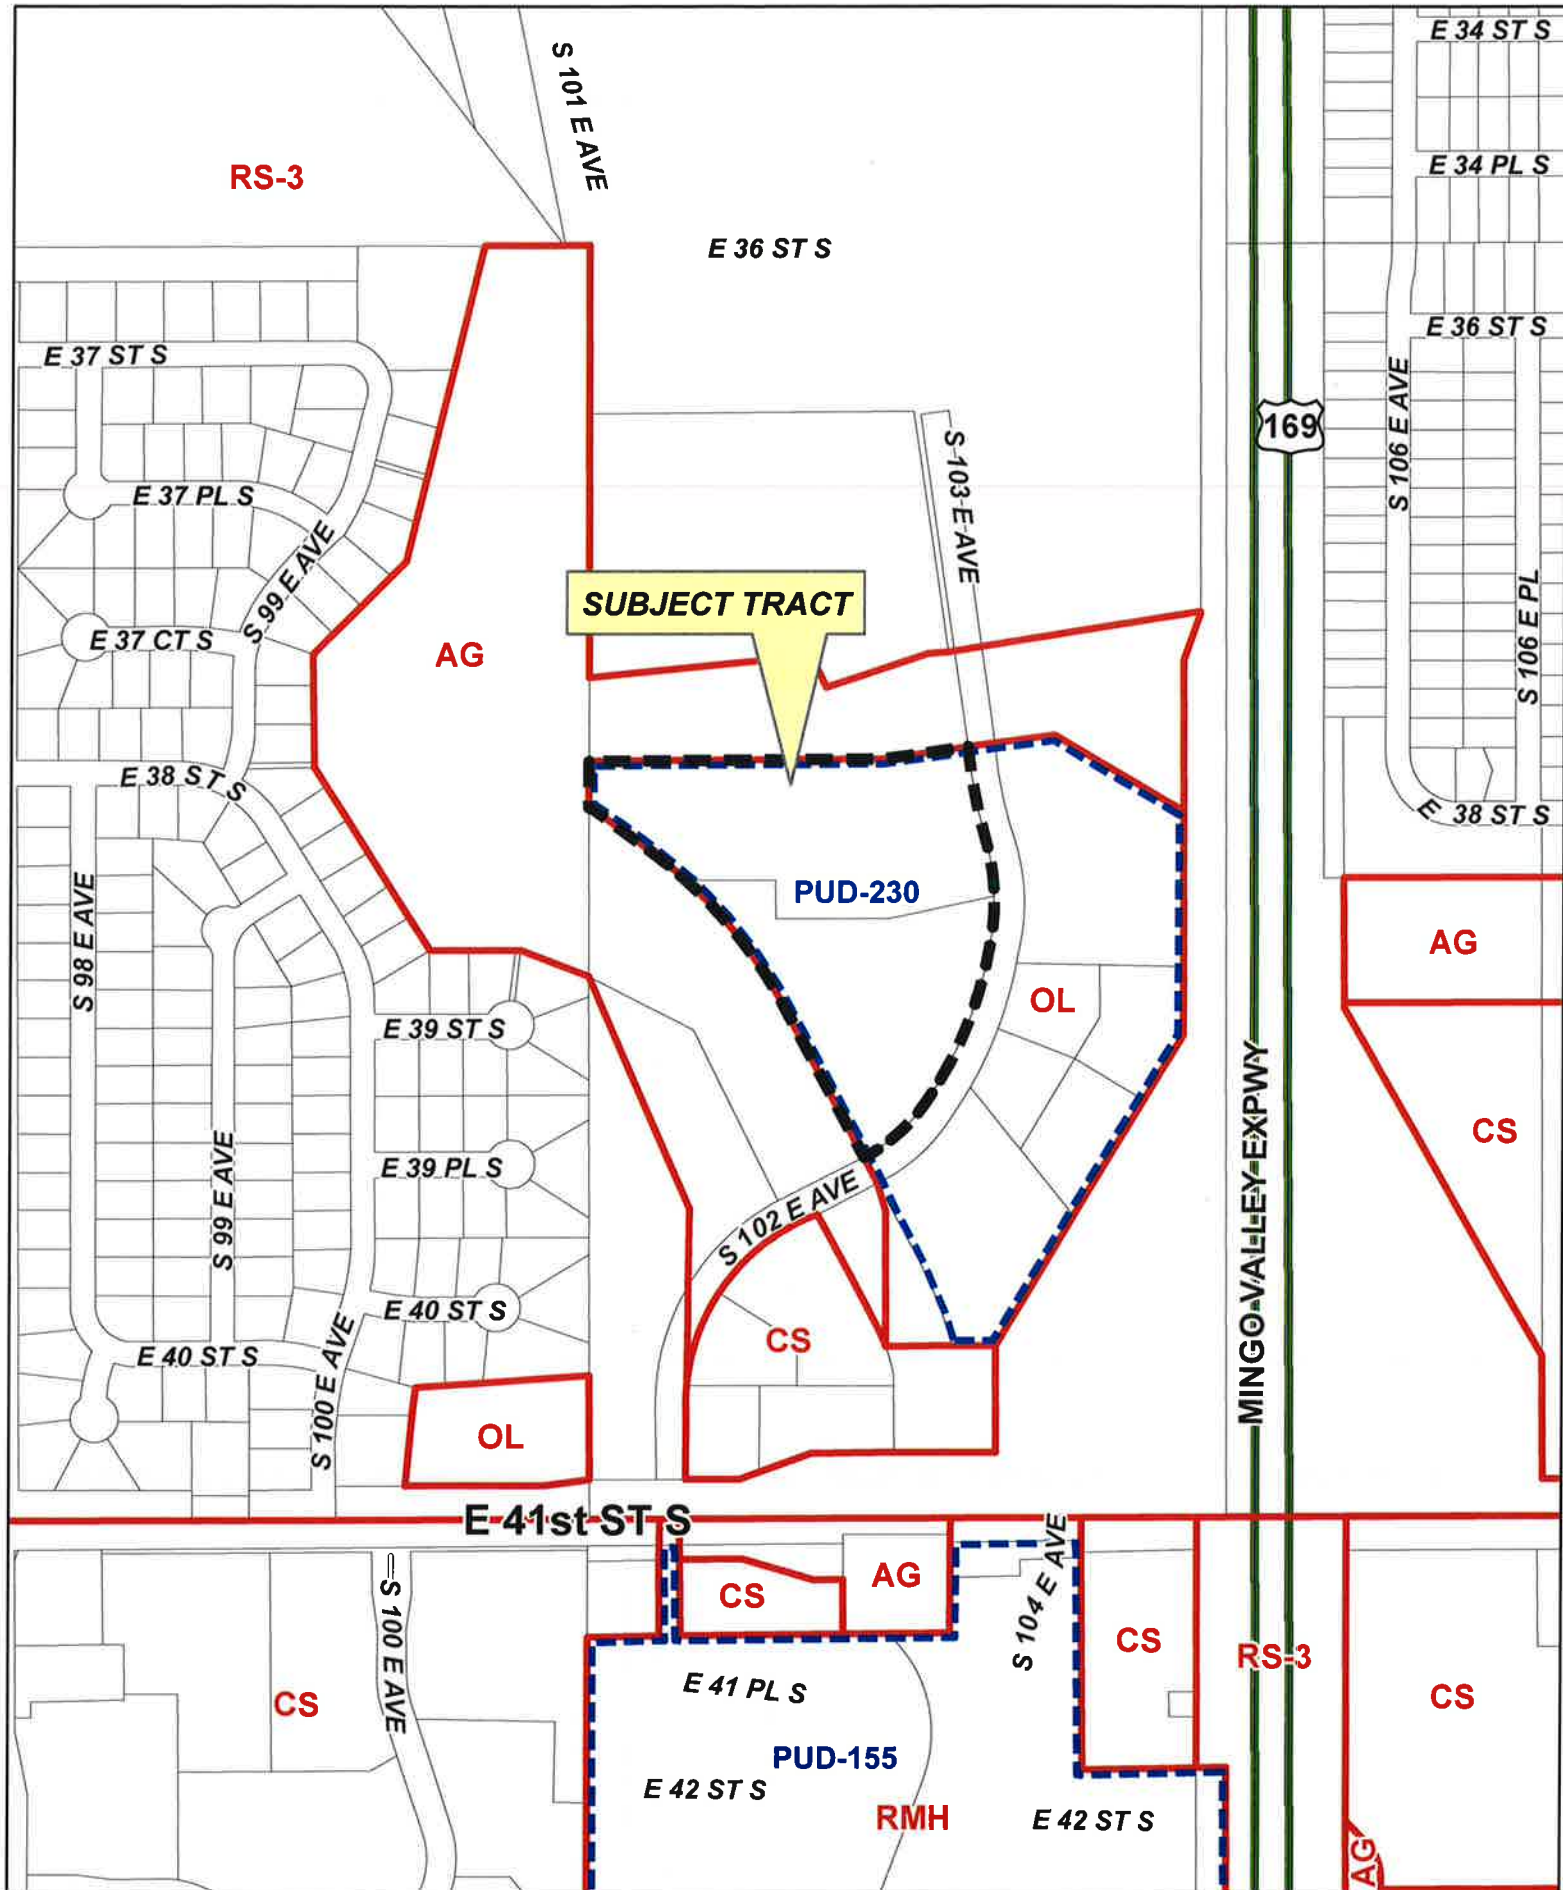 E 34 ST S
S 101 E AVE
E 34 PL S
RS-3
E 36 ST S
E 36 ST S
E 37 ST S
169
S 106 E AVE
S 103 E AVE
E 37 PL S
S 99 E AVE
SUBJECT TRACT
S 106 E PL
E 37 CT S
AG
E 38 ST S
E 38 ST S
PUD-230
S 98 E AVE
AG
OL
E 39 ST S
CS
E 39 PL S
S 99 E AVE
S 102 E AVE
MINGO VALLEY EXPWY
E 40 ST S
CS
E 40 ST S
S 100 E AVE
OL
E 41st ST S
AG
CS
S 104 E AVE
S 100 E AVE
CS
RS-3
E 41 PL S
CS
CS
PUD-155
E 42 ST S
RMH
E 42 ST S
AG